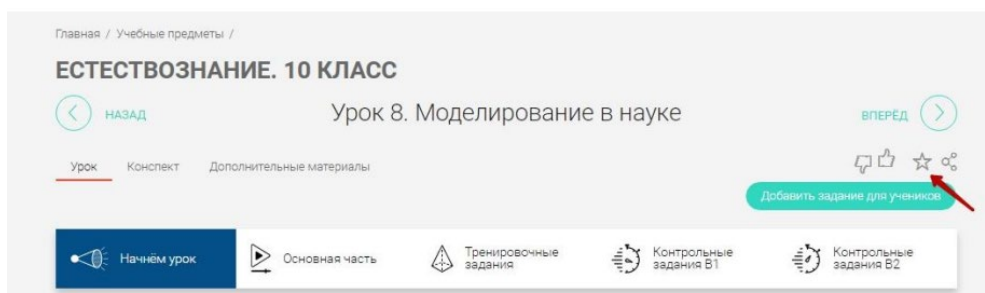 Главная / Учебные предметы /
ЕСТЕСТВОЗНАНИЕ. 10 КЛАСС
НАЗАД
Урок 8. Моделирование в науке
ВПЕРЁД
Урок Конспект Дополнительные материалы
Добавить задание для учеников
Начнём урок
Основная часть
Тренировочные
задания
Контрольные
задания В1
Контрольные
задания В2